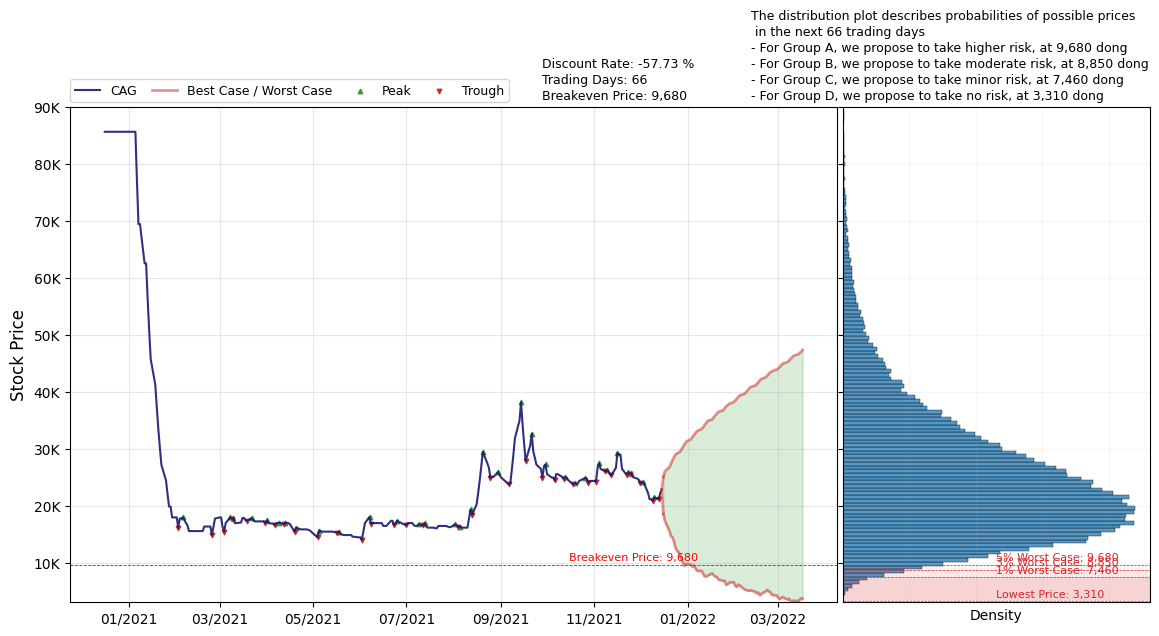 The distribution plot describes probabilities of possible prices
in the next 66 trading days
- For Group A, we propose to take higher risk, at 9,680 dong
- For Group B, we propose to take moderate risk, at 8,850 dong
- For Group C, we propose to take minor risk, at 7,460 dong
- For Group D, we propose to take no risk, at 3,310 dong
Discount Rate: -57.73 %
Trading Days: 66
Breakeven Price: 9,680
CAG
Best Case / Worst Case
Peak
Trough
Stock Price
90K
80K
70K
60K
50K
40K
30K
20K
10K
Breakeven Price: 9,680
01/2021
03/2021
05/2021
07/2021
09/2021
11/2021
01/2022
03/2022
5% Worst Case: 9,680
3% Worst Case: 8,850
1% Worst Case: 7,460
Lowest Price: 3,310
Density